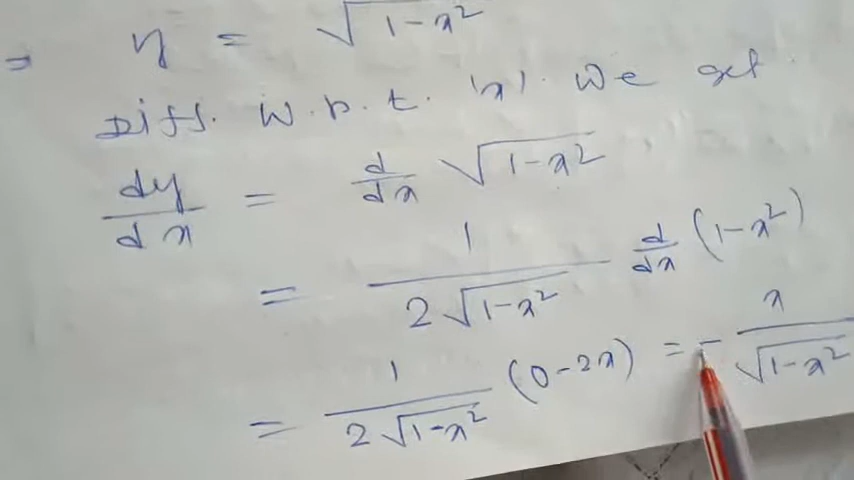 ⇒ y = √(1-x²)
Diff. w.r.t. 'x'. We get
dy/dx = d/dx √(1-x²)
= 1/(2√(1-x²)) d/dx (1-x²)
= 1/(2√(1-x²)) (0-2x) = -x/√(1-x²)